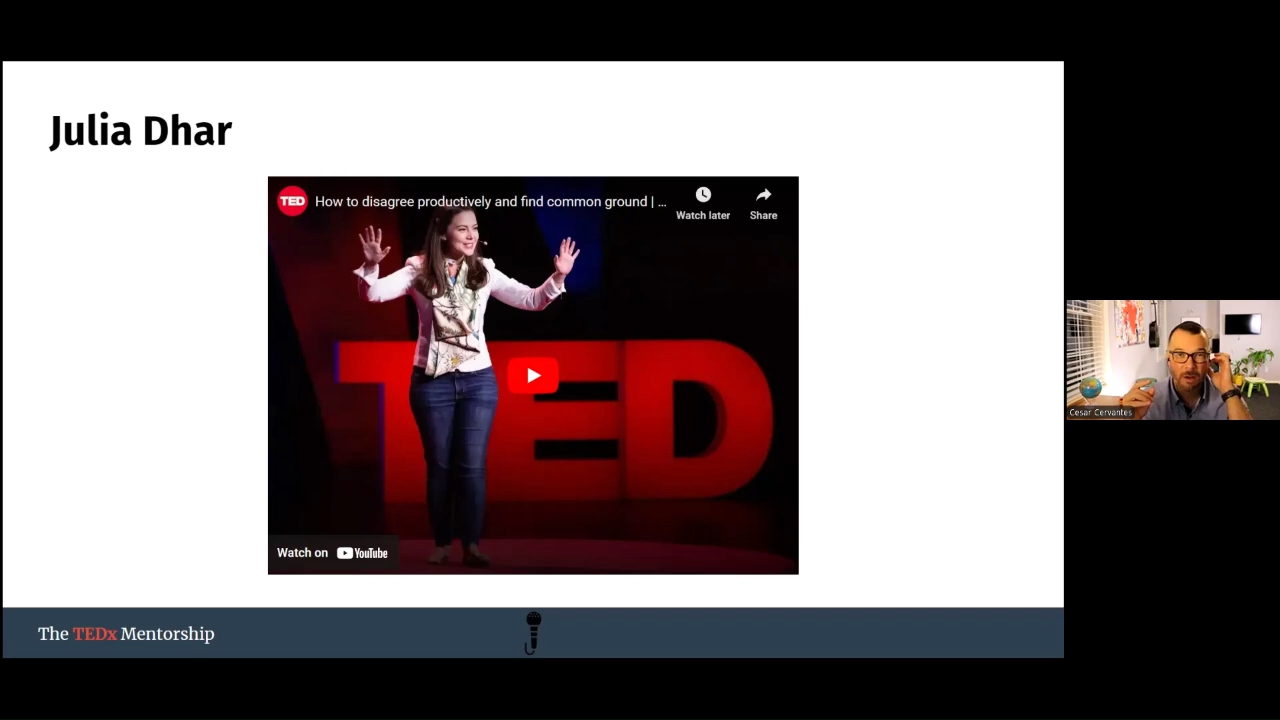 Julia Dhar
TED
How to disagree productively and find common ground | ...
Watch later
Share
TED
Watch on YouTube
Cesar Cervantes
The TEDx Mentorship